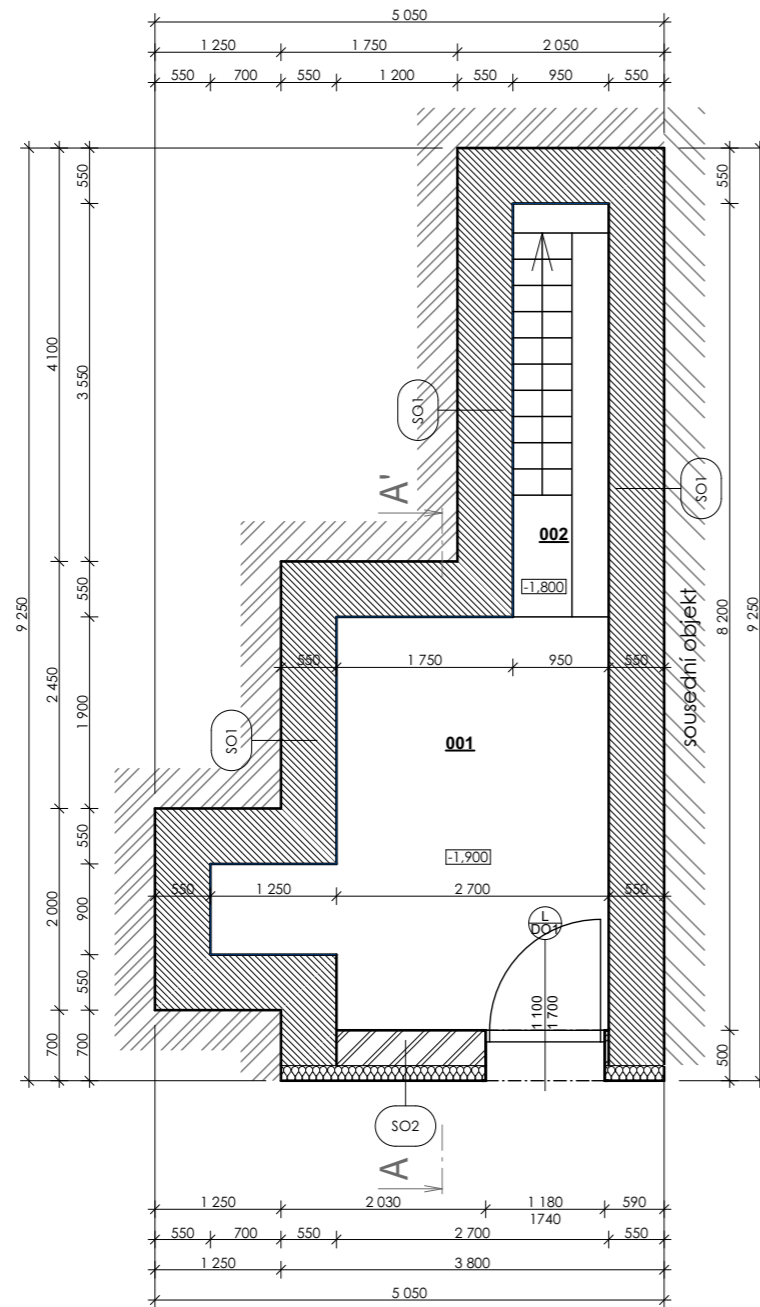 5 050
1 250 1 750 2 050
550 700 550 1 200 550 950 550
550
3 550
550
1 900
550
900
550
700
4 100
2 450
2 000
700
9 250
550
8 200
500
9 250
SO1
SO1
A'
002
-1,800
550 1 750 950 550
sousední objekt
SO1
001
-1,900
550 1 250 2 700 550
L
DO1
1 100
1 700
SO2
A
1 250 2 030 1 180 590
1740
550 700 550 2 700 550
1 250 3 800
5 050